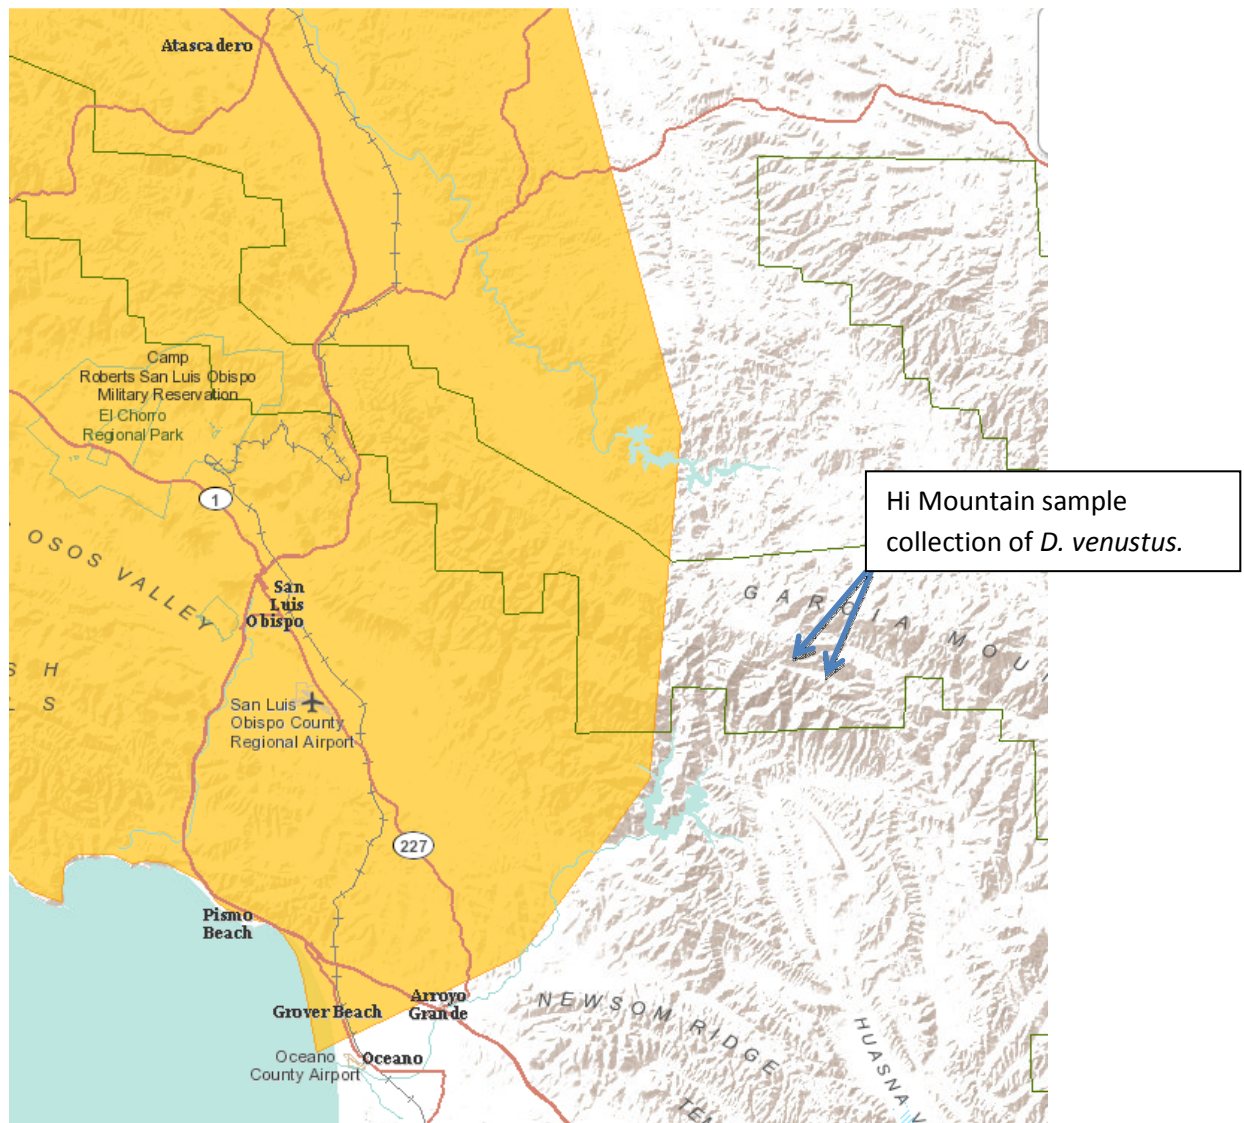 Atascadero
Camp
Roberts San Luis Obispo
Military Reservation
El Chorro
Regional Park
1
Hi Mountain sample
collection of D. venustus.
OSOS VALLEY
San
Luis
Obispo
GARCIA MOU
S H
L S
San Luis
Obispo County
Regional Airport
227
Pismo
Beach
Arroyo
Grande
Grover Beach
NEWSOM RIDGE
Oceano
County Airport
Oceano
HUASNA V
TEM